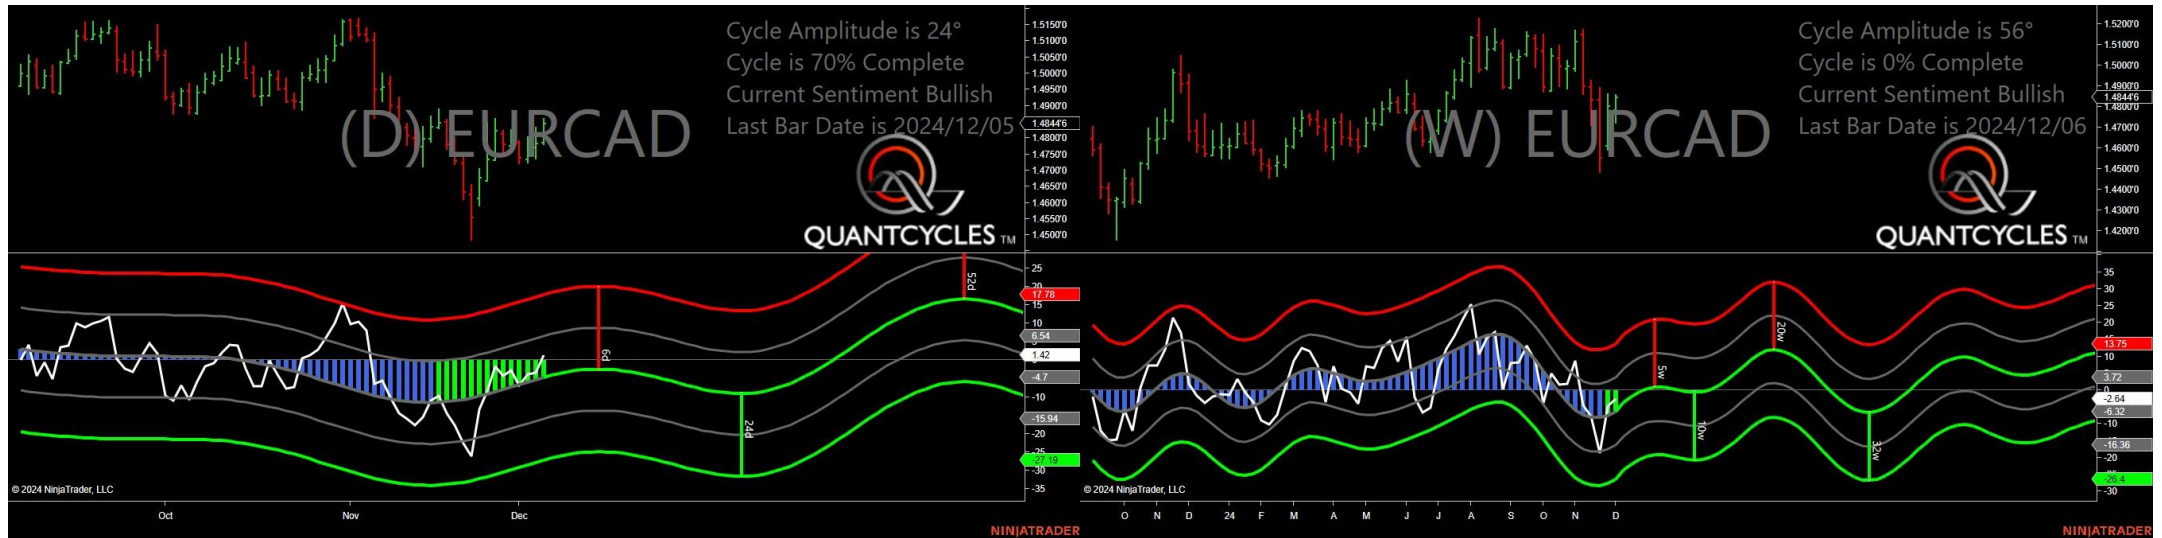 Cycle Amplitude is 24°
Cycle is 70% Complete
Current Sentiment Bullish
Last Bar Date is 2024/12/05
(D) EURCAD
QUANTCYCLES TM
1.5150'0
1.5100'0
1.5050'0
1.5000'0
1.4950'0
1.4900'0
1.4844'6
1.4800'0
1.4750'0
1.4700'0
1.4650'0
1.4600'0
1.4550'0
1.4500'0
25
20
17.78
15
10
6.54
1.42
-4.7
-10
-15.94
-20
-25
-27.19
-30
-35
6d
24d
52d
© 2024 NinjaTrader, LLC
Oct
Nov
Dec
NINJATRADER
Cycle Amplitude is 56°
Cycle is 0% Complete
Current Sentiment Bullish
Last Bar Date is 2024/12/06
(W) EURCAD
QUANTCYCLES TM
1.5200'0
1.5100'0
1.5000'0
1.4900'0
1.4844'6
1.4800'0
1.4700'0
1.4600'0
1.4500'0
1.4400'0
1.4300'0
1.4200'0
35
30
25
20
13.75
10
3.72
0
-2.64
-6.32
-10
-16.36
-20
-26.4
-30
5w
10w
20w
32w
© 2024 NinjaTrader, LLC
O N D 24 F M A M J J A S O N D
NINJATRADER